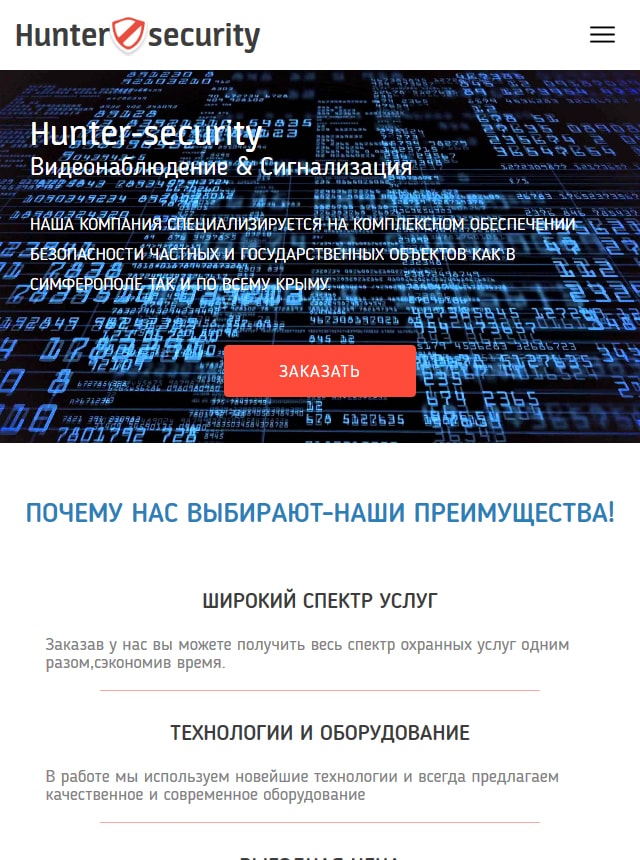 Hunter security
Hunter-security
Видеонаблюдение & Сигнализация
НАША КОМПАНИЯ СПЕЦИАЛИЗИРУЕТСЯ НА КОМПЛЕКСНОМ ОБЕСПЕЧЕНИИ
БЕЗОПАСНОСТИ ЧАСТНЫХ И ГОСУДАРСТВЕННЫХ ОБЪЕКТОВ КАК В
СИМФЕРОПОЛЕ ТАК И ПО ВСЕМУ КРЫМУ.
ЗАКАЗАТЬ
ПОЧЕМУ НАС ВЫБИРАЮТ-НАШИ ПРЕИМУЩЕСТВА!
ШИРОКИЙ СПЕКТР УСЛУГ
Заказав у нас вы можете получить весь спектр охранных услуг одним
разом,сэкономив время.
ТЕХНОЛОГИИ И ОБОРУДОВАНИЕ
В работе мы используем новейшие технологии и всегда предлагаем
качественное и современное оборудование
ВЫГОДНАЯ ЦЕНА